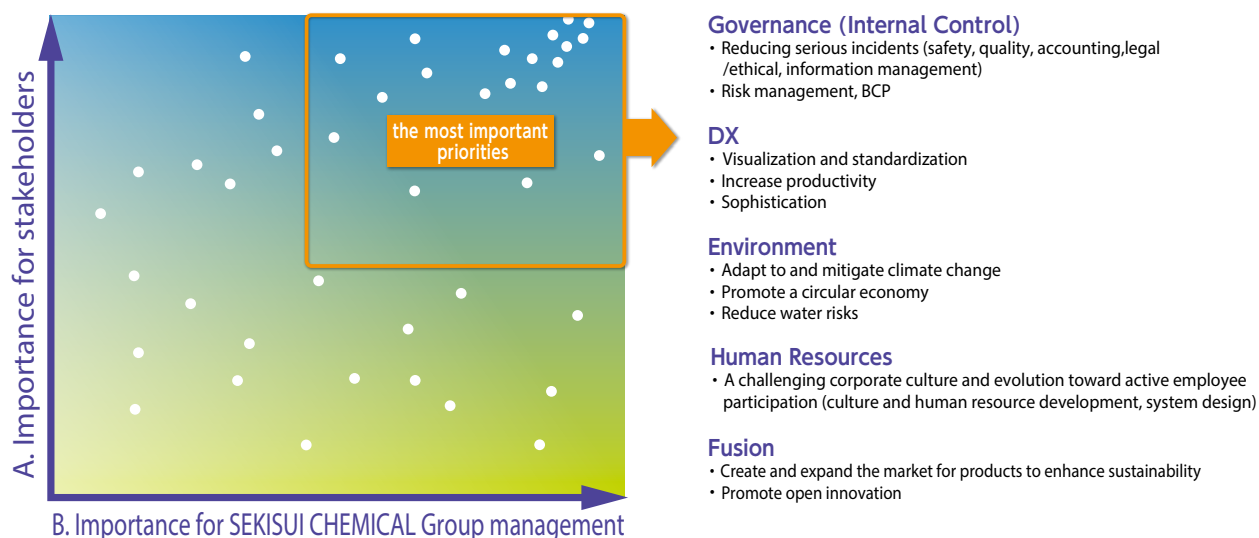 A. Importance for stakeholders
the most important
priorities
B. Importance for SEKISUI CHEMICAL Group management
Governance (Internal Control)
・Reducing serious incidents (safety, quality, accounting,legal
/ethical, information management)
・Risk management, BCP
DX
・Visualization and standardization
・Increase productivity
・Sophistication
Environment
・Adapt to and mitigate climate change
・Promote a circular economy
・Reduce water risks
Human Resources
・A challenging corporate culture and evolution toward active employee
participation (culture and human resource development, system design)
Fusion
・Create and expand the market for products to enhance sustainability
・Promote open innovation